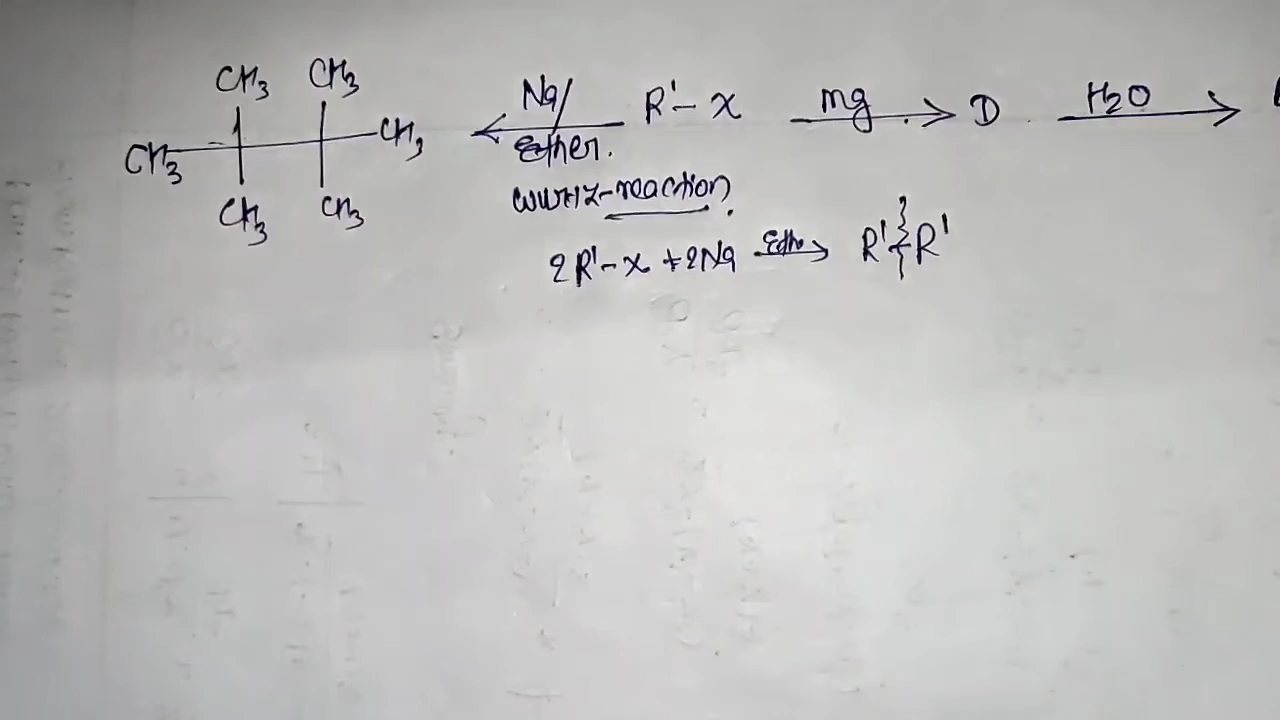 CH3 CH3
CH3 CH3 Na/ Ether. R'-X mg D H2O
CH3 CH3
wurtz-reaction
2R'-X + 2Na Ether R' R'